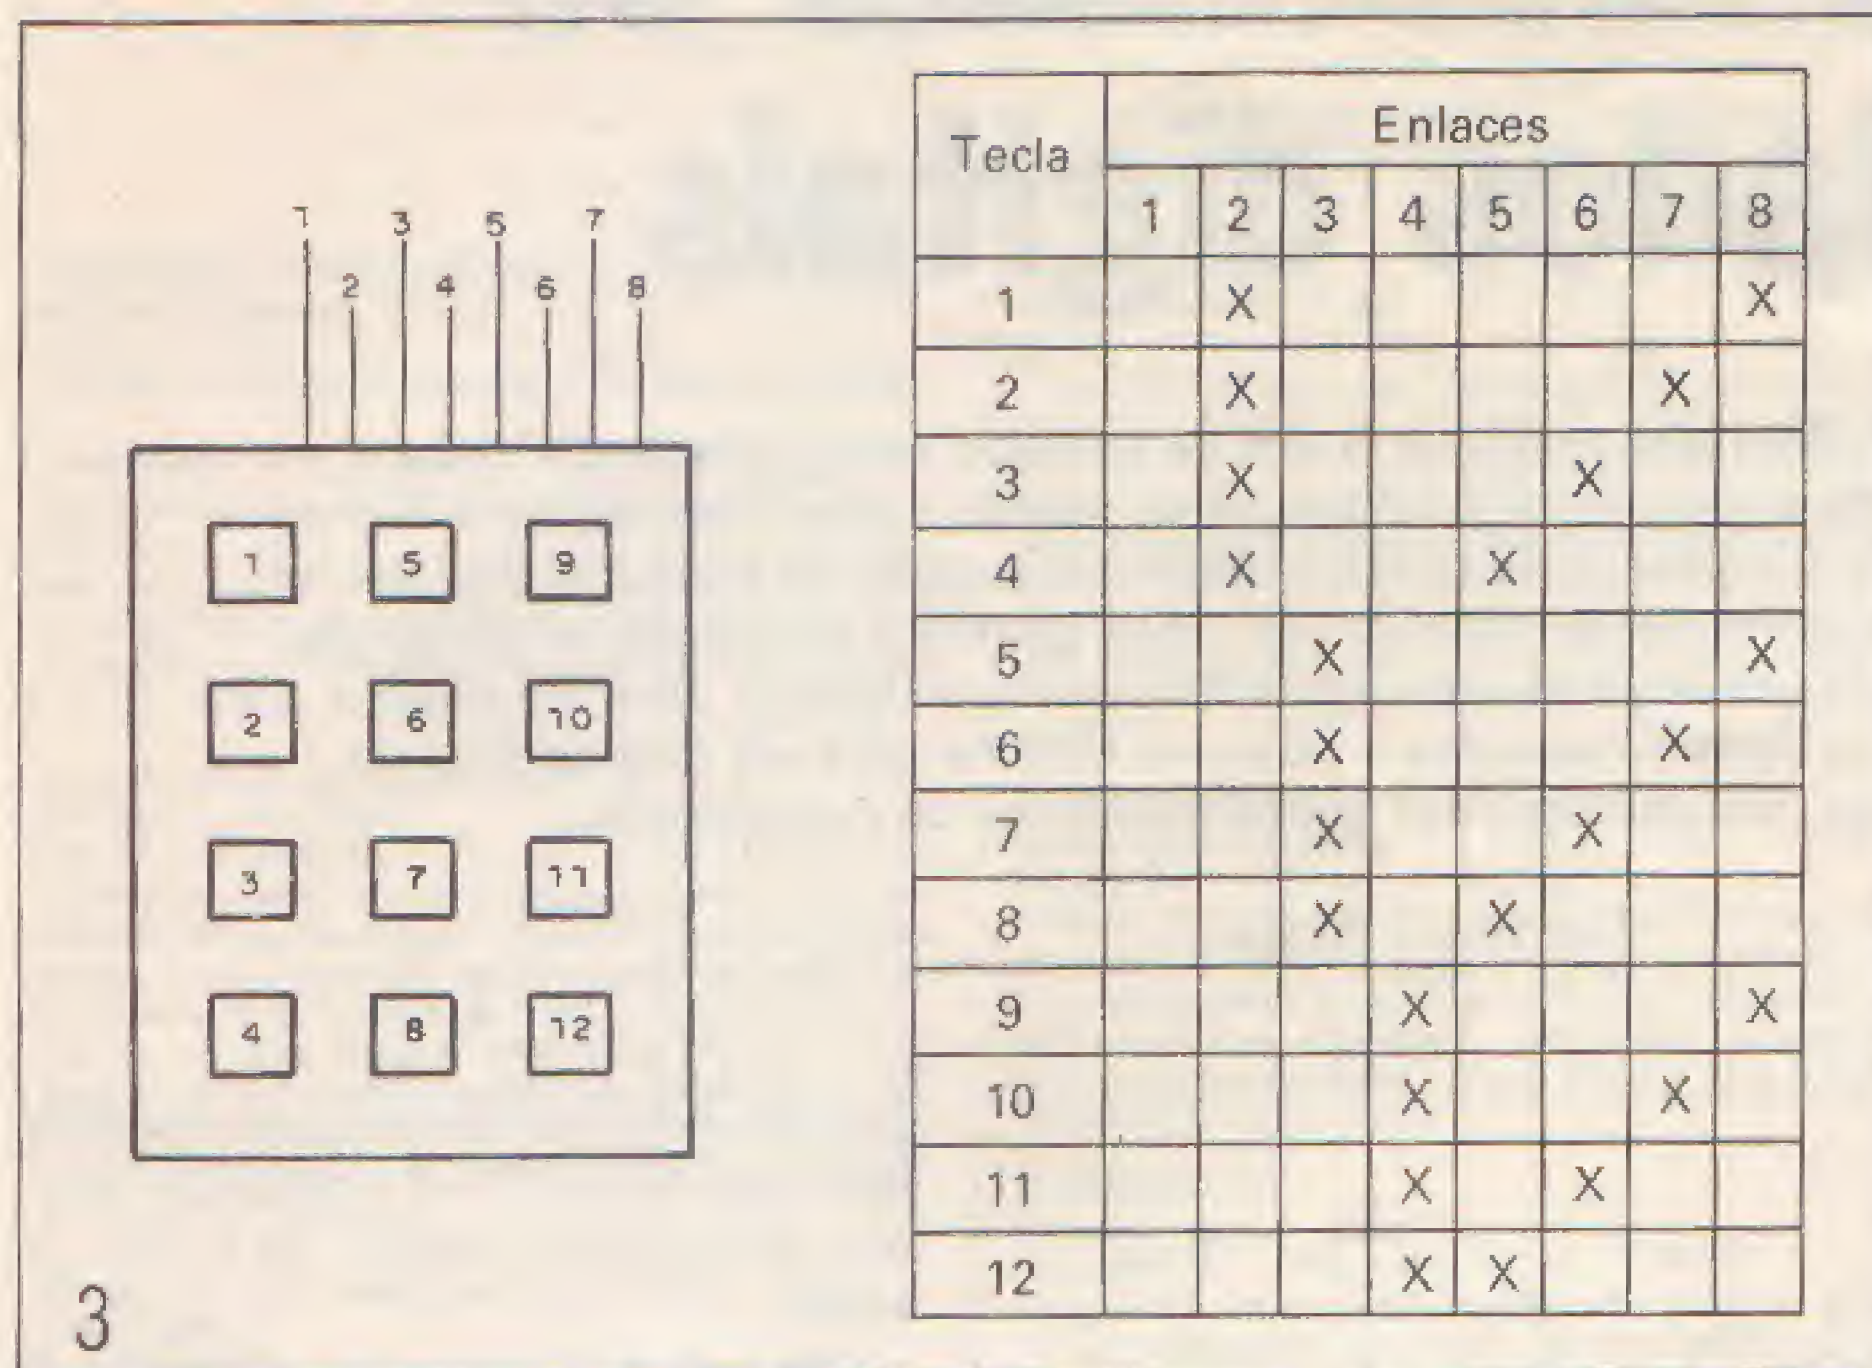 1 3 5 7
2 4 6 8
1 5 9
2 6 10
3 7 11
4 8 12
3
Tecla Enlaces
1 2 3 4 5 6 7 8
1 X X
2 X X
3 X X
4 X X
5 X X
6 X X
7 X X
8 X X
9 X X
10 X X
11 X X
12 X X